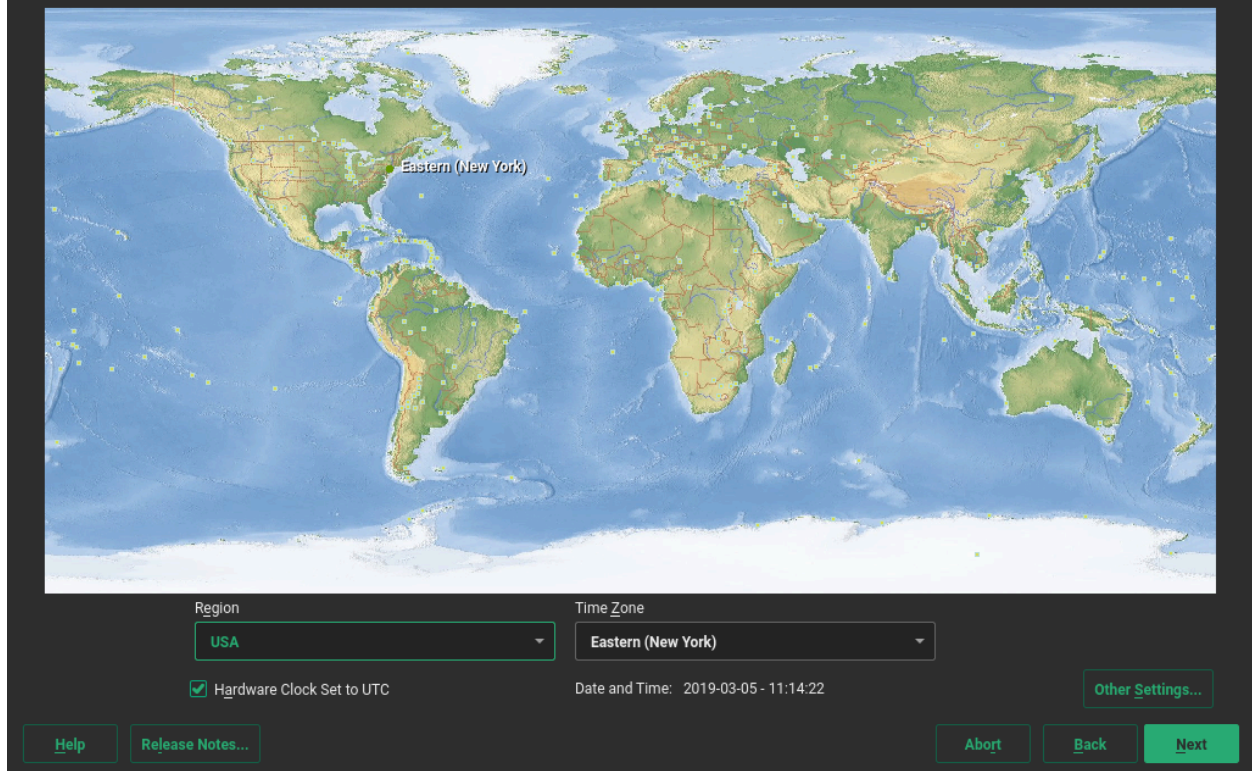 Eastern (New York)
Region
Time Zone
USA
Eastern (New York)
Hardware Clock Set to UTC
Date and Time: 2019-03-05 - 11:14:22
Other Settings...
Help
Release Notes...
Abort
Back
Next